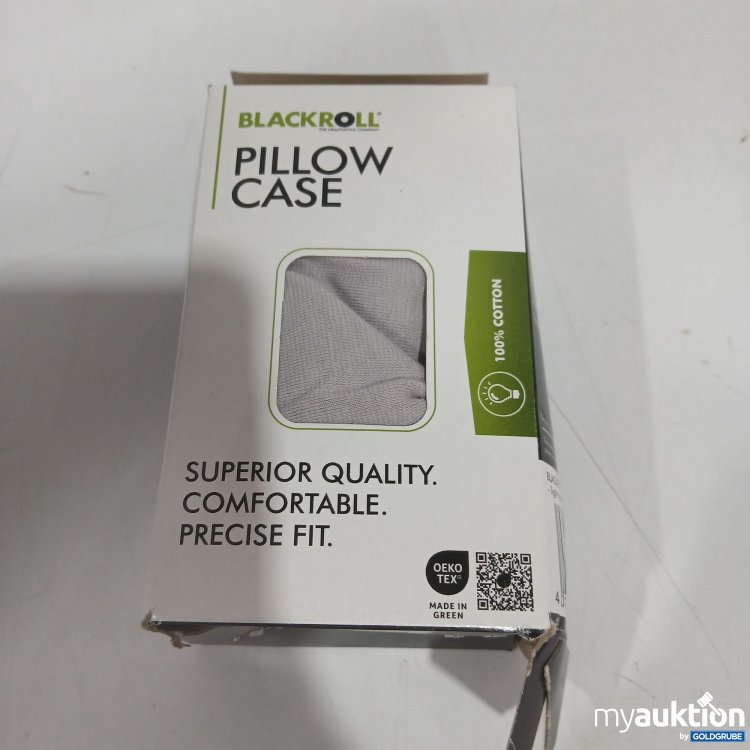 BLACKROLL®
THE HEALTHSTYLE COMPANY
PILLOW
CASE
100% COTTON
SUPERIOR QUALITY.
COMFORTABLE.
PRECISE FIT.
OEKO
TEX®
MADE IN
GREEN
myauktion
by GOLDGRUBE